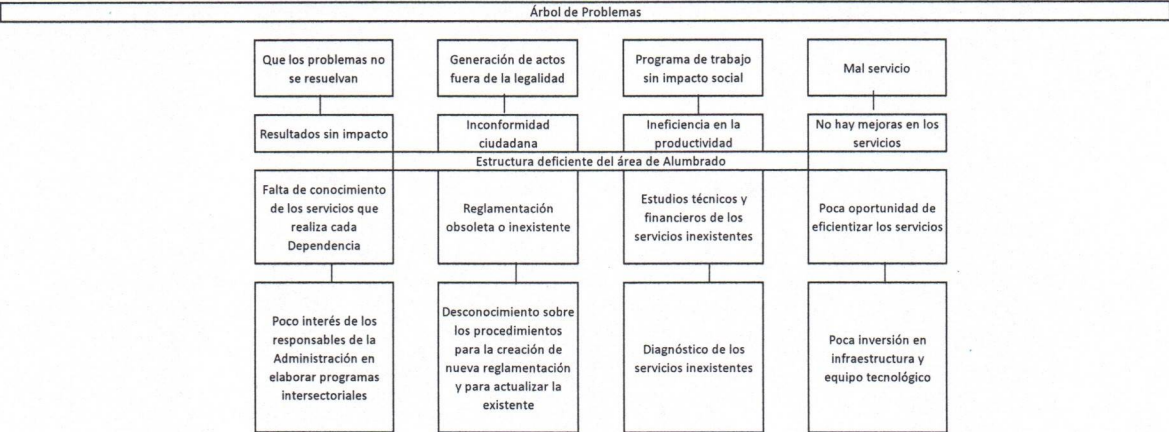 Árbol de Problemas
Que los problemas no
se resuelvan
Generación de actos
fuera de la legalidad
Programa de trabajo
sin impacto social
Mal servicio
Resultados sin impacto
Inconformidad
ciudadana
Ineficiencia en la
productividad
No hay mejoras en los
servicios
Estructura deficiente del área de Alumbrado
Falta de conocimiento
de los servicios que
realiza cada
Dependencia
Reglamentación
obsoleta o inexistente
Estudios técnicos y
financieros de los
servicios inexistentes
Poca oportunidad de
eficientizar los servicios
Poco interés de los
responsables de la
Administración en
elaborar programas
intersectoriales
Desconocimiento sobre
los procedimientos
para la creación de
nueva reglamentación
y para actualizar la
existente
Diagnóstico de los
servicios inexistentes
Poca inversión en
infraestructura y
equipo tecnológico